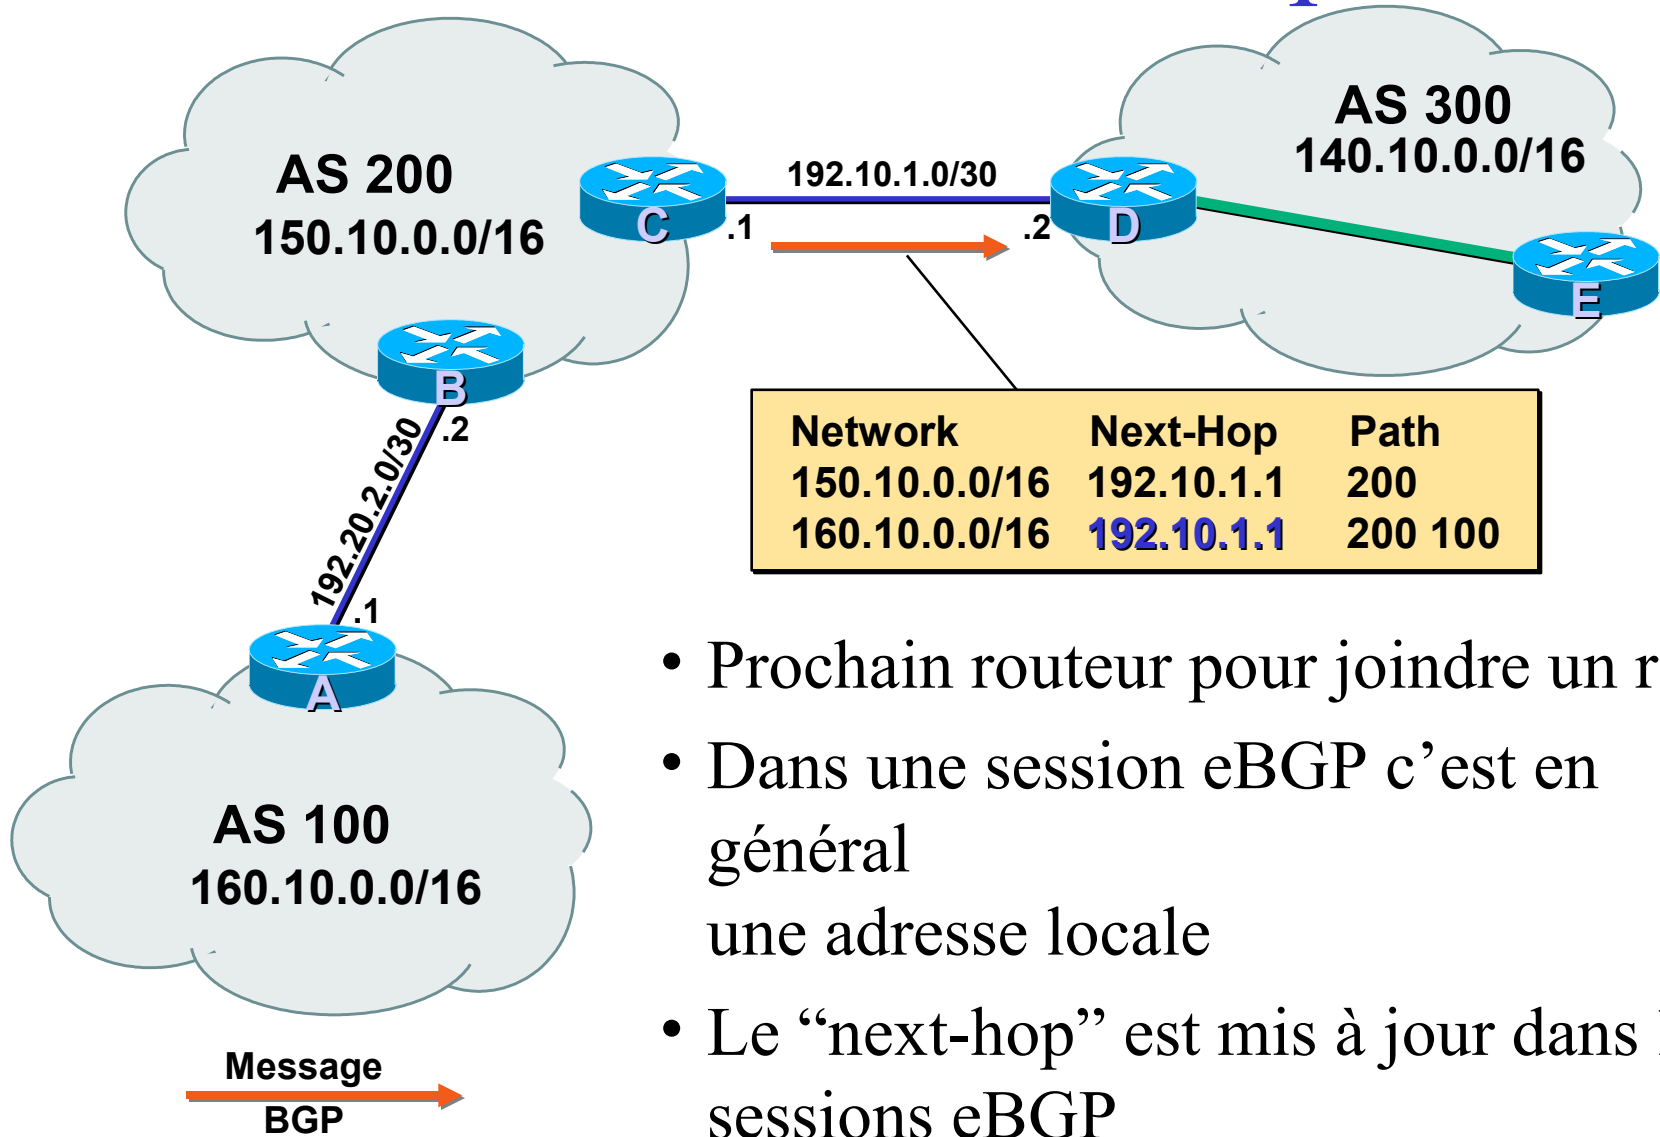 AS 300
140.10.0.0/16
AS 200
150.10.0.0/16
192.10.1.0/30
C
.1
.2
D
E
B
.2
192.20.2.0/30
.1
A
Network Next-Hop Path
150.10.0.0/16 192.10.1.1 200
160.10.0.0/16 192.10.1.1 200 100
AS 100
160.10.0.0/16
Message
BGP
• Prochain routeur pour joindre un
• Dans une session eBGP c’est en
général
une adresse locale
• Le “next-hop” est mis à jour dans
sessions eBGP